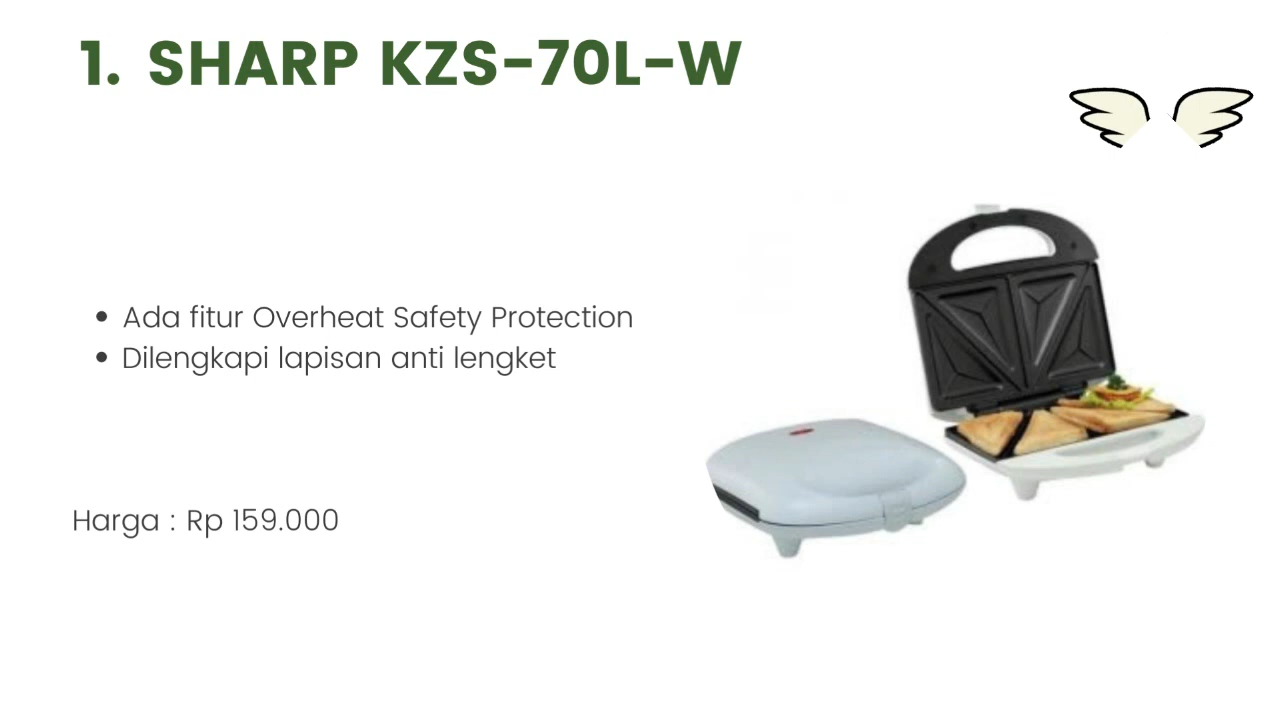 1. SHARP KZS-70L-W
• Ada fitur Overheat Safety Protection
• Dilengkapi lapisan anti lengket
Harga : Rp 159.000